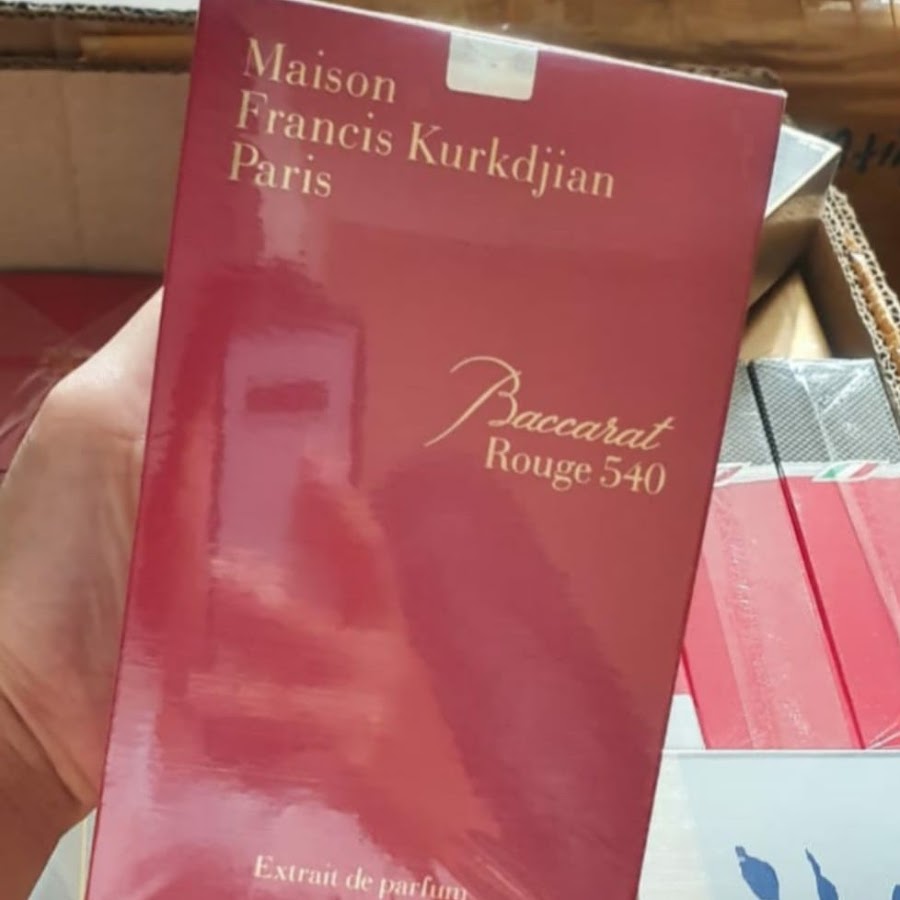 Maison
Francis Kurkdjian
Paris
Baccarat
Rouge 540
Extrait de parfum